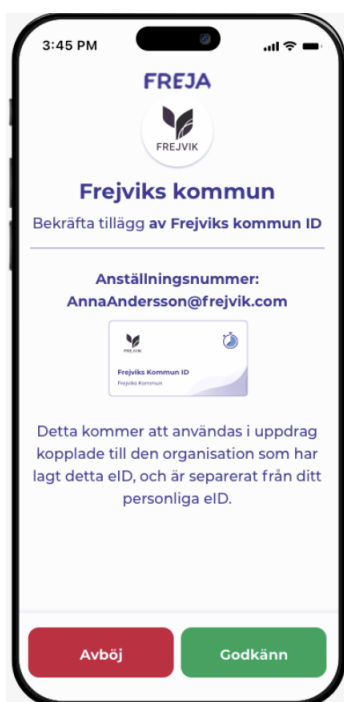 3:45 PM
FREJA
FREJVIK
Frejviks kommun
Bekräfta tillägg av Frejviks kommun ID
Anställningsnummer:
AnnaAndersson@frejvik.com
FREJVIK
Frejviks Kommun ID
Frejviks Kommun
Detta kommer att användas i uppdrag
kopplade till den organisation som har
lagt detta eID, och är separerat från ditt
personliga eID.
Avböj
Godkänn